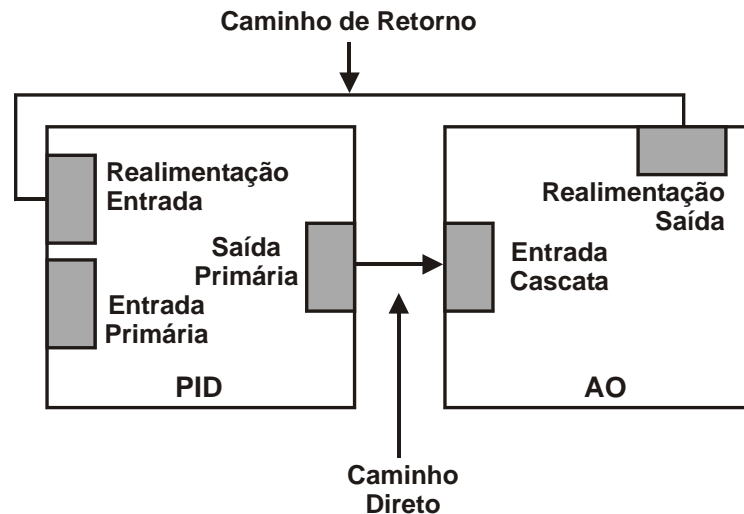 Caminho de Retorno
Realimentação
Entrada
Saída
Primária
Entrada
Primária
PID
Realimentação
Saída
Entrada
Cascata
AO
Caminho
Direto